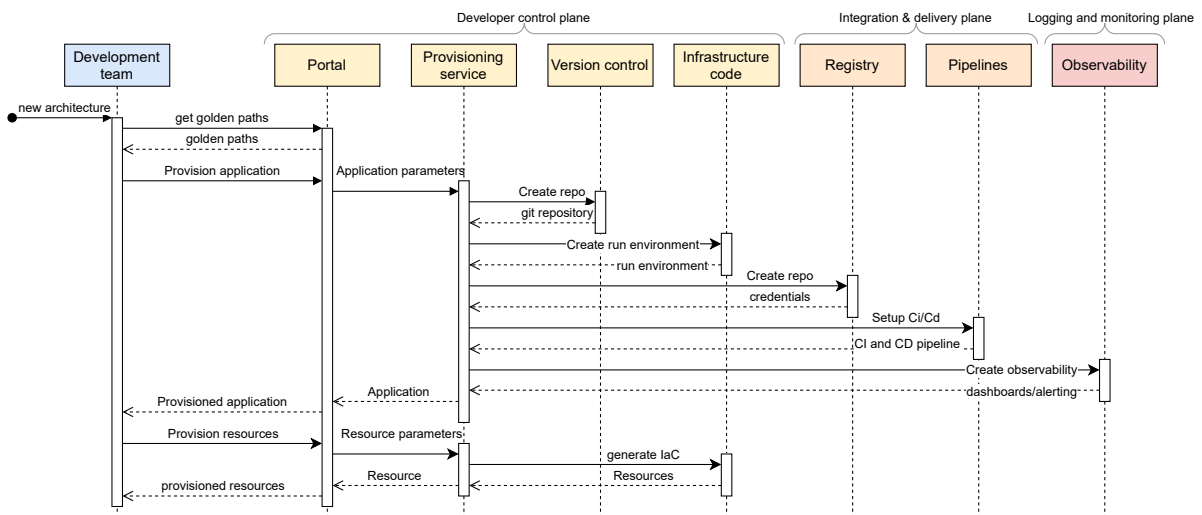 Developer control plane
Integration & delivery plane
Logging and monitoring plane
Development
team
Portal
Provisioning
service
Version control
Infrastructure
code
Registry
Pipelines
Observability
new architecture
get golden paths
golden paths
Provision application
Application parameters
Create repo
git repository
Create run environment
run environment
Create repo
credentials
Setup Ci/Cd
CI and CD pipeline
Create observability
dashboards/alerting
Application
Provisioned application
Provision resources
Resource parameters
generate IaC
Resources
Resource
provisioned resources